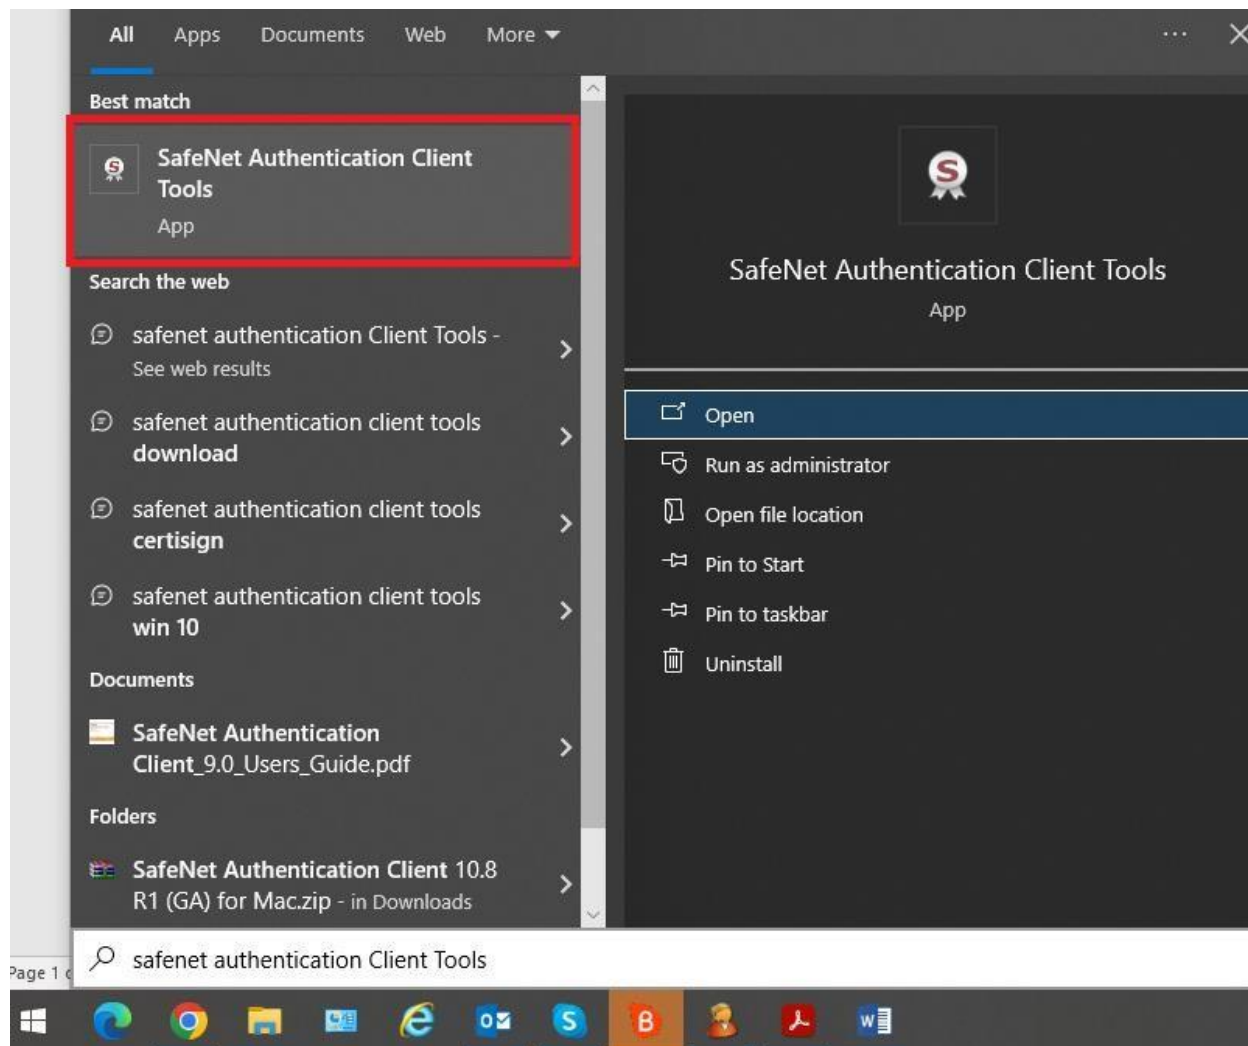 All Apps Documents Web More
Best match
SafeNet Authentication Client
Tools
App
Search the web
safenet authentication Client Tools -
See web results
safenet authentication client tools
download
safenet authentication client tools
certisign
safenet authentication client tools
win 10
Documents
SafeNet Authentication
Client_9.0_Users_Guide.pdf
Folders
SafeNet Authentication Client 10.8
R1 (GA) for Mac.zip - in Downloads
S
SafeNet Authentication Client Tools
App
Open
Run as administrator
Open file location
Pin to Start
Pin to taskbar
Uninstall
safenet authentication Client Tools
Page 1